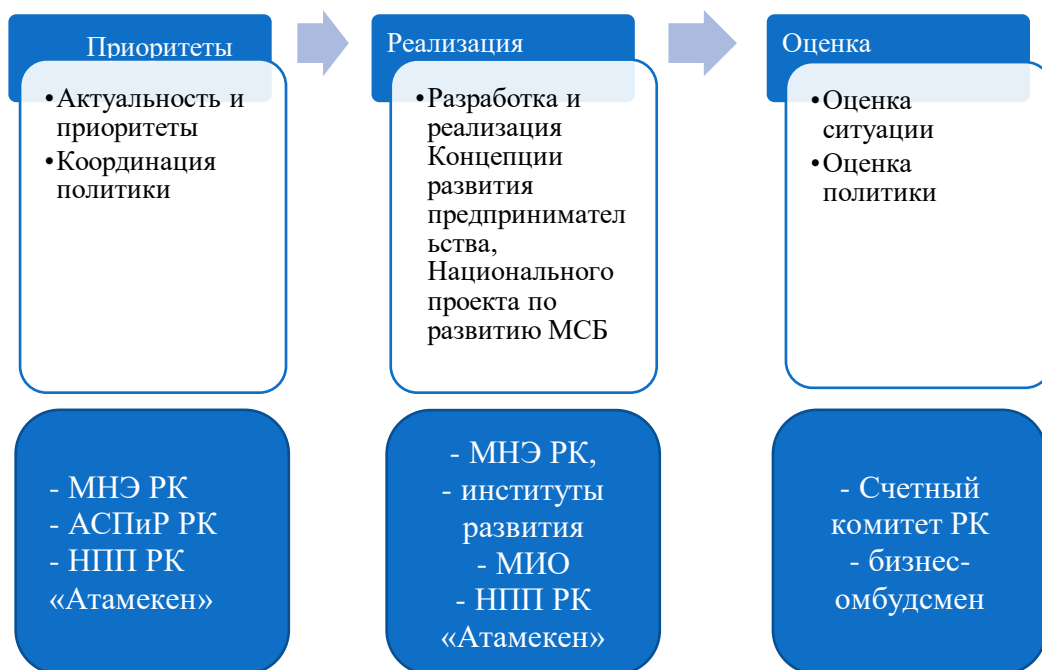 Приоритеты
•Актуальность и
приоритеты
•Координация
политики
Реализация
•Разработка и
реализация
Концепции
развития
предпринимател
ьства,
Национального
проекта по
развитию МСБ
Оценка
•Оценка
ситуации
•Оценка
политики
- МНЭ РК
- АСПиР РК
- НПП РК
«Атамекен»
- МНЭ РК,
- институты
развития
- МИО
- НПП РК
«Атамекен»
- Счетный
комитет РК
- бизнес-
омбудсмен